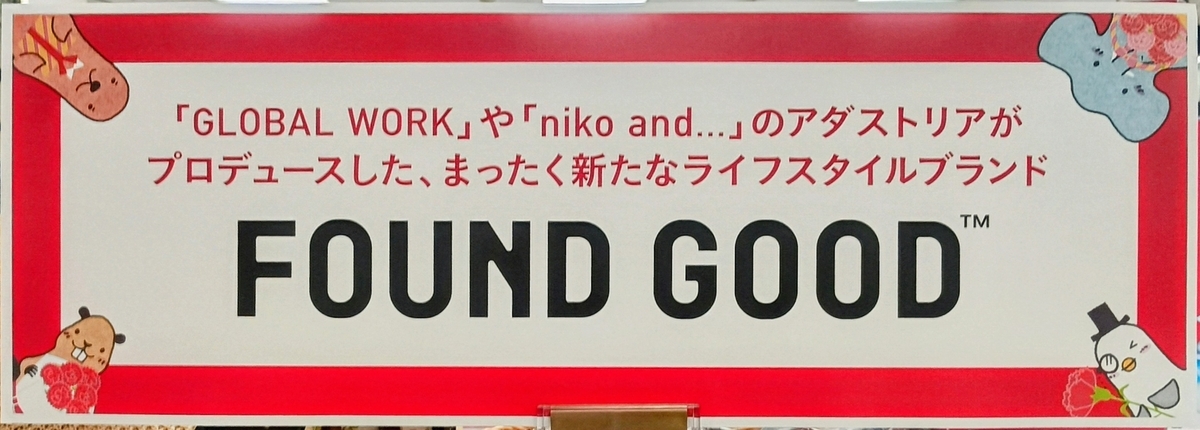 「GLOBAL WORK」や「niko and...」のアダストリアが
プロデュースした、まったく新たなライフスタイルブランド
FOUND GOOD™